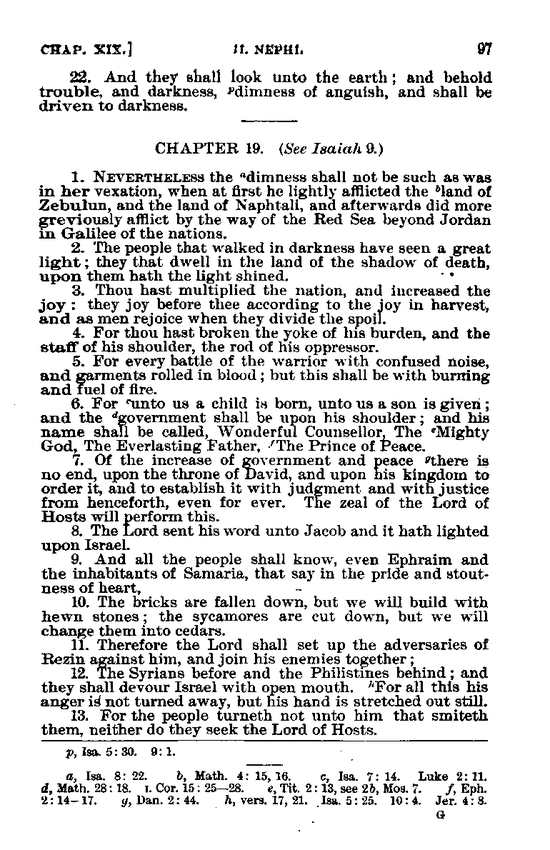 CHAP. XIX.] II. NEPHI. 97
22. And they shall look unto the earth; and behold
trouble, and darkness, pdimness of anguish, and shall be
driven to darkness.
CHAPTER 19. (See Isaiah 9.)
1. NEVERTHELESS the adimness shall not be such as was
in her vexation, when at first he lightly afflicted the bland of
Zebulun, and the land of Naphtali, and afterwards did more
greviously afflict by the way of the Red Sea beyond Jordan
in Galilee of the nations.
2. The people that walked in darkness have seen a great
light; they that dwell in the land of the shadow of death,
upon them hath the light shined.
3. Thou hast multiplied the nation, and increased the
joy: they joy before thee according to the joy in harvest,
and as men rejoice when they divide the spoil.
4. For thou hast broken the yoke of his burden, and the
staff of his shoulder, the rod of his oppressor.
5. For every battle of the warrior with confused noise,
and garments rolled in blood; but this shall be with burning
and fuel of fire.
6. For cunto us a child is born, unto us a son is given;
and the dgovernment shall be upon his shoulder; and his
name shall be called, Wonderful Counsellor, The eMighty
God, The Everlasting Father, fThe Prince of Peace.
7. Of the increase of government and peace gthere is
no end, upon the throne of David, and upon his kingdom to
order it, and to establish it with judgment and with justice
from henceforth, even for ever. The zeal of the Lord of
Hosts will perform this.
8. The Lord sent his word unto Jacob and it hath lighted
upon Israel.
9. And all the people shall know, even Ephraim and
the inhabitants of Samaria, that say in the pride and stout-
ness of heart,
10. The bricks are fallen down, but we will build with
hewn stones; the sycamores are cut down, but we will
change them into cedars.
11. Therefore the Lord shall set up the adversaries of
Rezin against him, and join his enemies together;
12. The Syrians before and the Philistines behind; and
they shall devour Israel with open mouth. hFor all this his
anger is not turned away, but his hand is stretched out still.
13. For the people turneth not unto him that smiteth
them, neither do they seek the Lord of Hosts.
p, Isa. 5:30. 9:1.
a, Isa. 8: 22. b, Math. 4: 15, 16. c, Isa. 7: 14. Luke 2: 11.
d, Math. 28: 18. 1. Cor. 15: 25—28. e, Tit. 2: 13, see 2b, Mos. 7. f, Eph.
2: 14-17. g, Dan. 2: 44. h, vers. 17, 21. Isa. 5: 25. 10: 4. Jer. 4: 8.
G